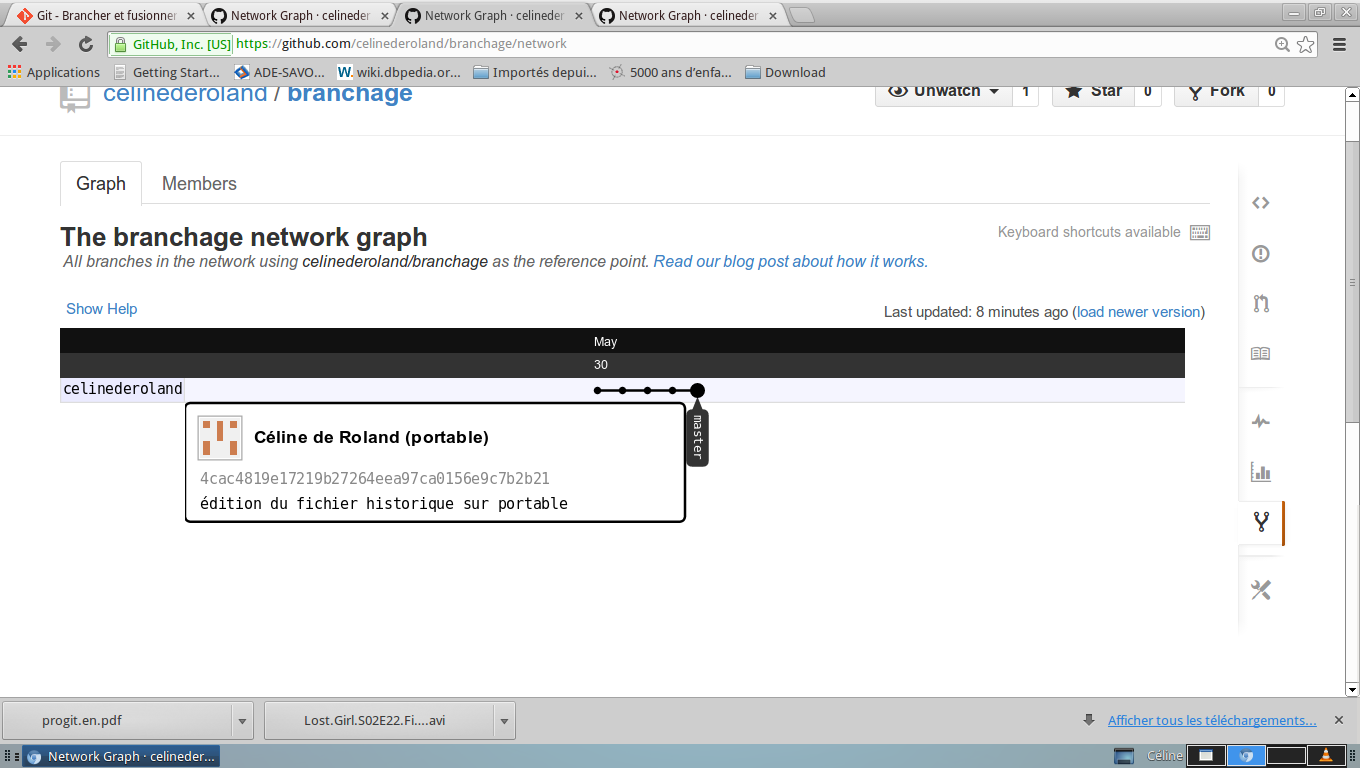 Git - Brancher et fusionner
Network Graph · celineder
Network Graph · celineder
Network Graph · celineder
GitHub, Inc. [US] https://github.com/celinederoland/branchage/network
Applications Getting Start... ADE-SAVO... wiki.dbpedia.or... Importés depui... 5000 ans d'enfa... Download
celinederoland / branchage
Unwatch 1 Star 0 Fork 0
Graph Members
The branchage network graph
Keyboard shortcuts available
All branches in the network using celinederoland/branchage as the reference point. Read our blog post about how it works.
Show Help
Last updated: 8 minutes ago (load newer version)
May
30
celinederoland
master
Céline de Roland (portable)
4cac4819e17219b27264eea97ca0156e9c7b2b21
édition du fichier historique sur portable
progit.en.pdf Lost.Girl.S02E22.Fi....avi Afficher tous les téléchargements...
Network Graph · celineder... Céline